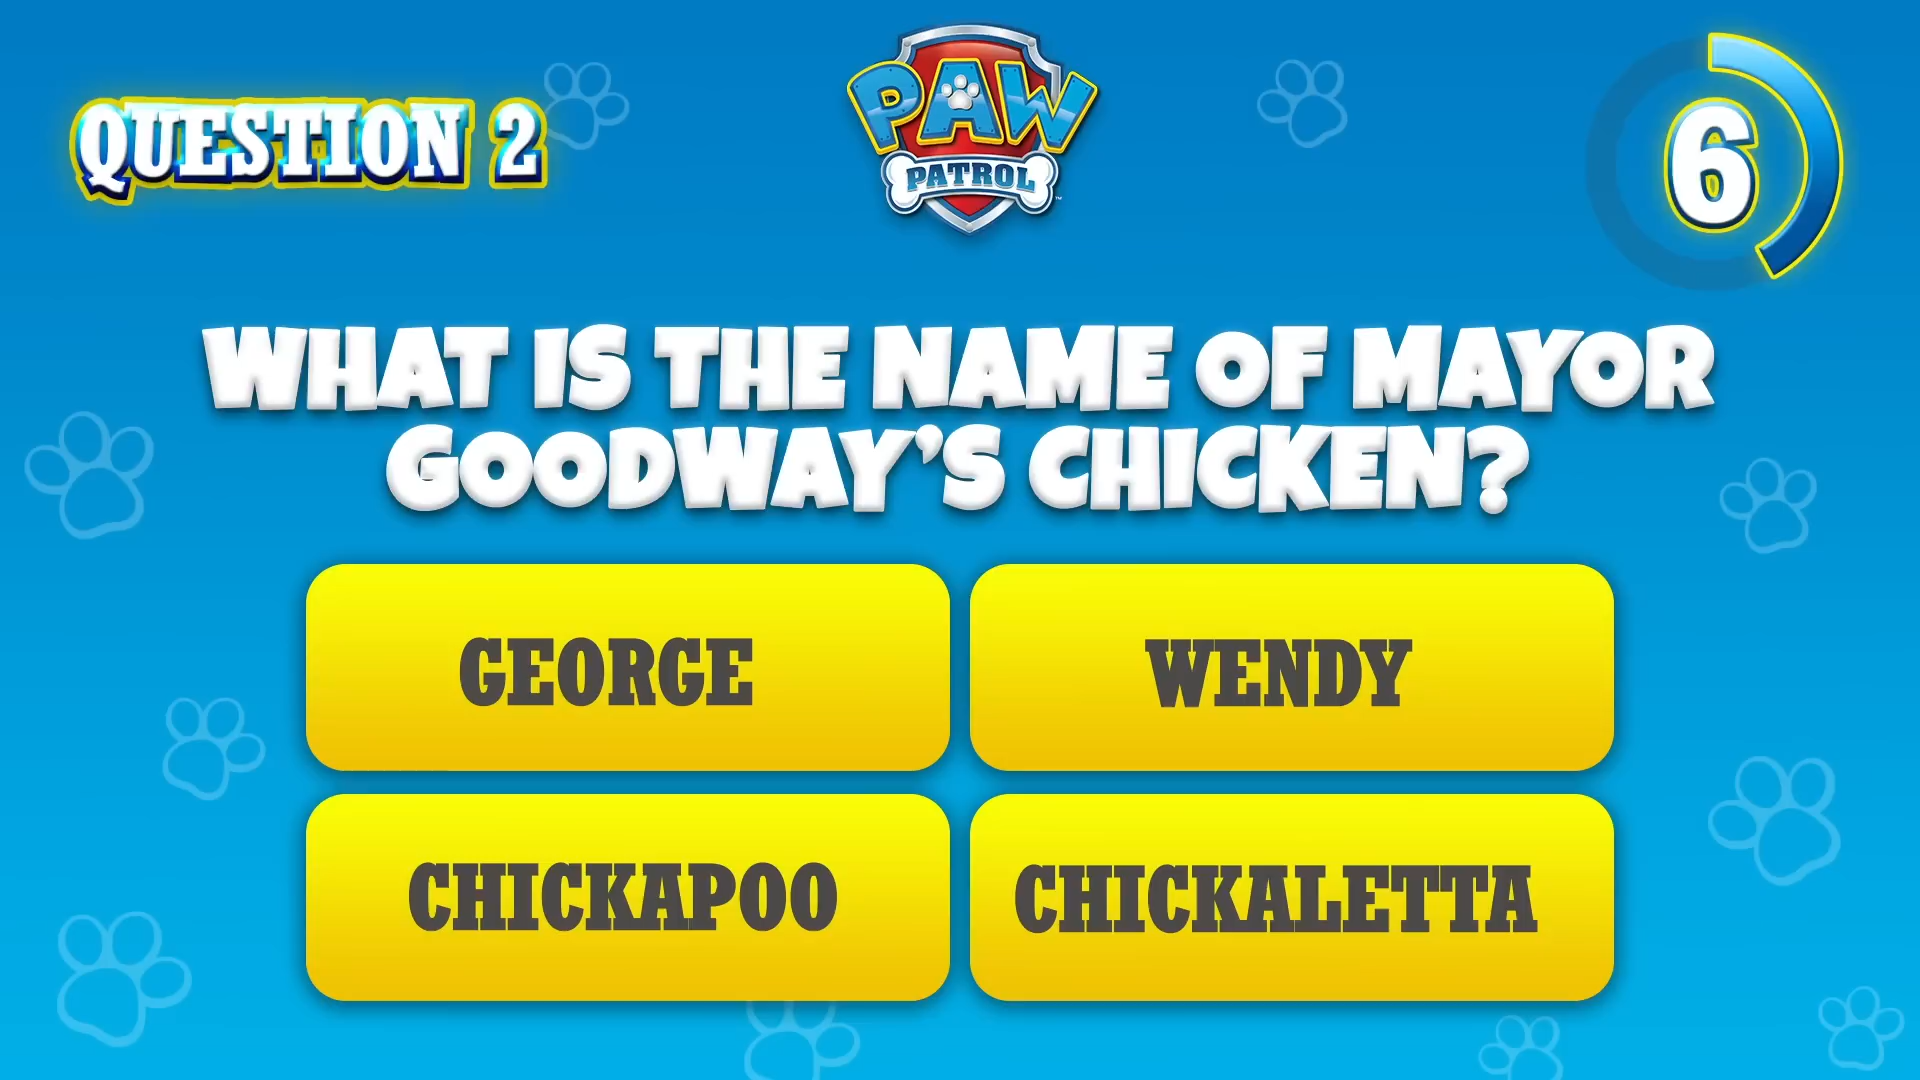 QUESTION 2
PAW
PATROL
6
WHAT IS THE NAME OF MAYOR
GOODWAY’S CHICKEN?
GEORGE
WENDY
CHICKAPOO
CHICKALETTA